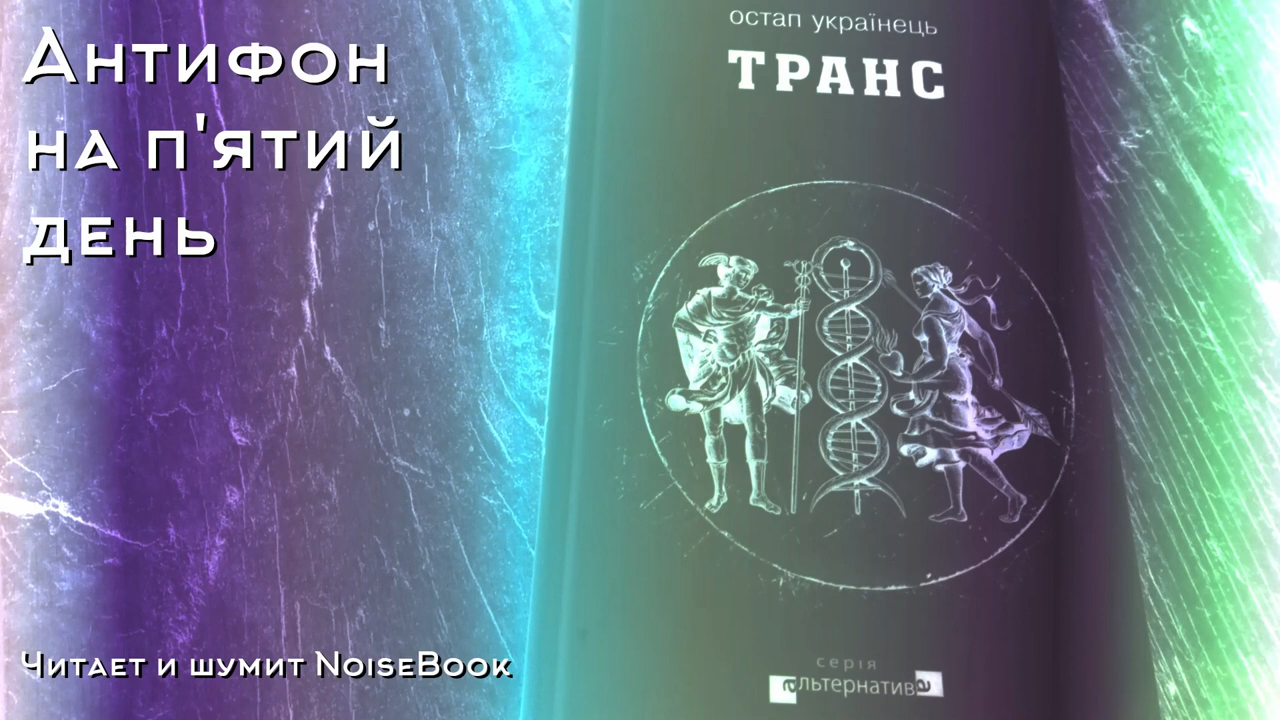 Антифон
на п'ятий
день
Читает и шумит NoiseBook
остап українець
ТРАНС
серія
альтернатива